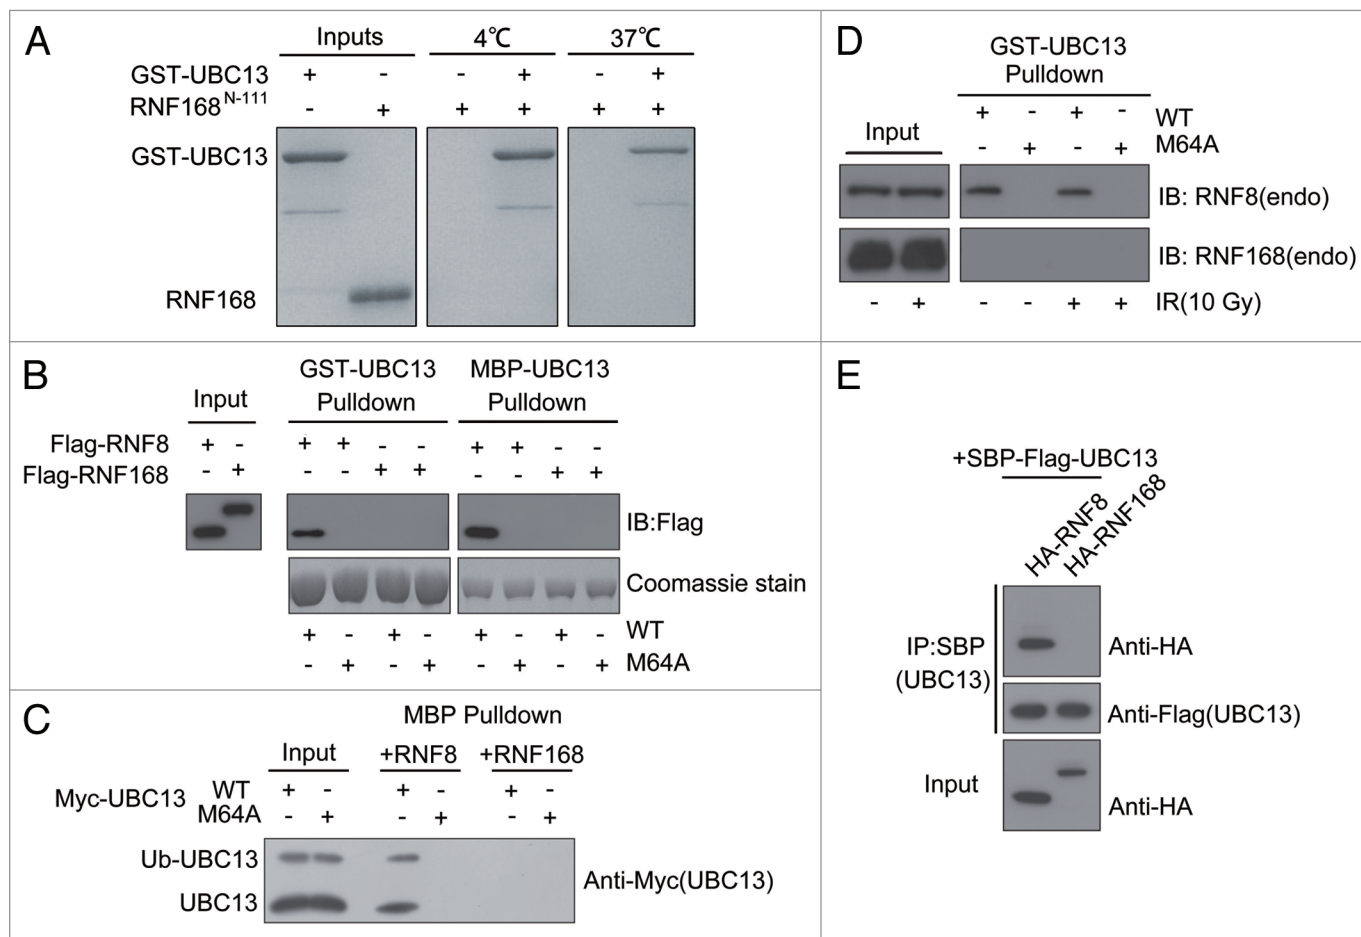 A
Inputs 4℃ 37℃
GST-UBC13 + - - + - +
RNF168 N-111 - + + + + +
GST-UBC13
RNF168
B
Input GST-UBC13 Pulldown MBP-UBC13 Pulldown
Flag-RNF8 + - + + - - + + - -
Flag-RNF168 - + - - + + - - + +
IB:Flag
Coomassie stain
+ - + - + - + - WT
- + - + - + - + M64A
C
MBP Pulldown
Input +RNF8 +RNF168
Myc-UBC13 WT + - + - + -
M64A - + - + - +
Ub-UBC13
UBC13
Anti-Myc(UBC13)
D
GST-UBC13
Pulldown
Input + - + - WT
- + - + M64A
IB: RNF8(endo)
IB: RNF168(endo)
- + - - + + IR(10 Gy)
E
+SBP-Flag-UBC13
HA-RNF8
HA-RNF168
IP:SBP
(UBC13)
Anti-HA
Anti-Flag(UBC13)
Input
Anti-HA